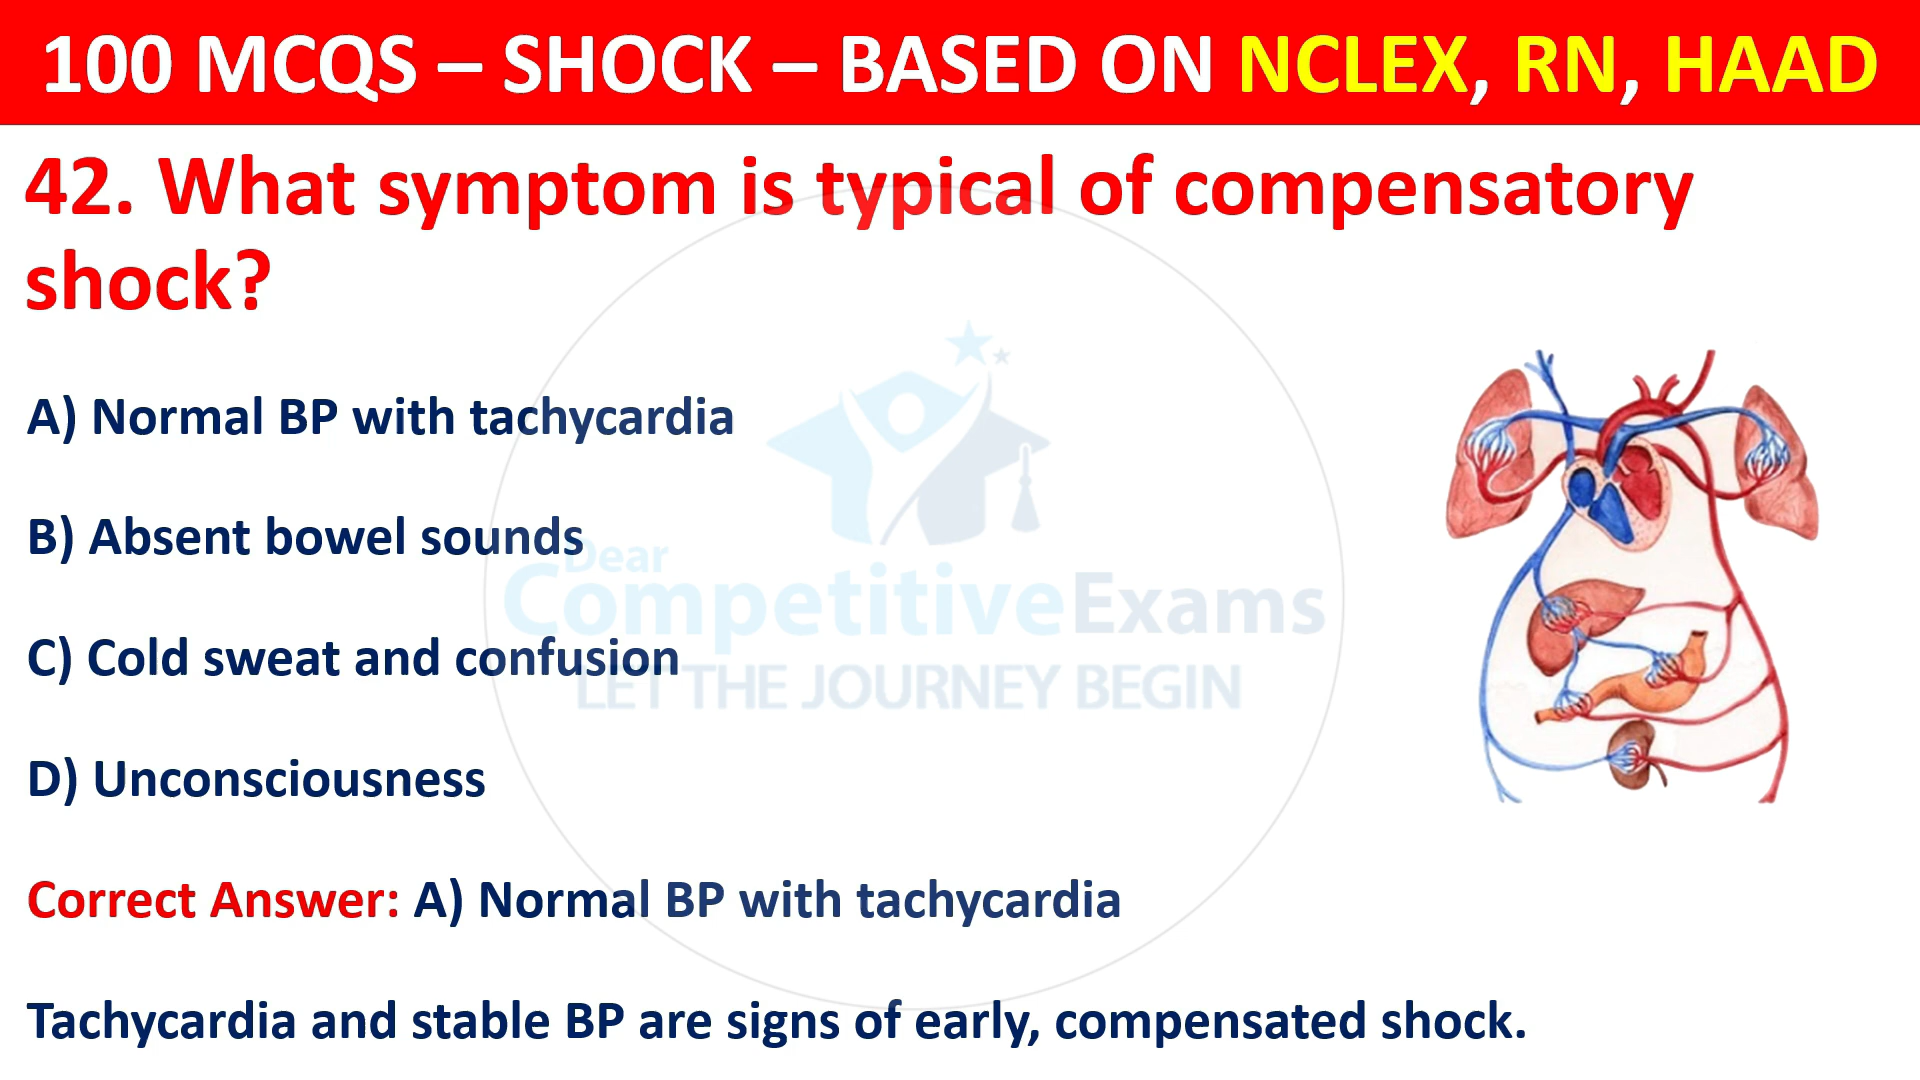 100 MCQS – SHOCK – BASED ON NCLEX, RN, HAAD
42. What symptom is typical of compensatory
shock?
A) Normal BP with tachycardia
B) Absent bowel sounds
C) Cold sweat and confusion
D) Unconsciousness
Correct Answer: A) Normal BP with tachycardia
Tachycardia and stable BP are signs of early, compensated shock.
Dear
CompetitiveExams
LET THE JOURNEY BEGIN